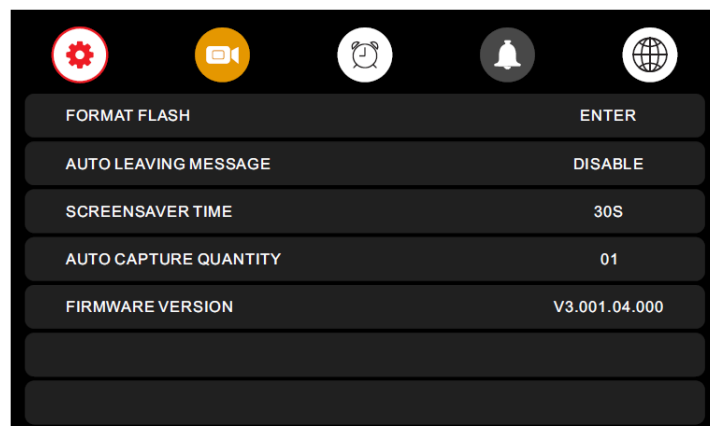 FORMAT FLASH ENTER
AUTO LEAVING MESSAGE DISABLE
SCREENSAVER TIME 30S
AUTO CAPTURE QUANTITY 01
FIRMWARE VERSION V3.001.04.000